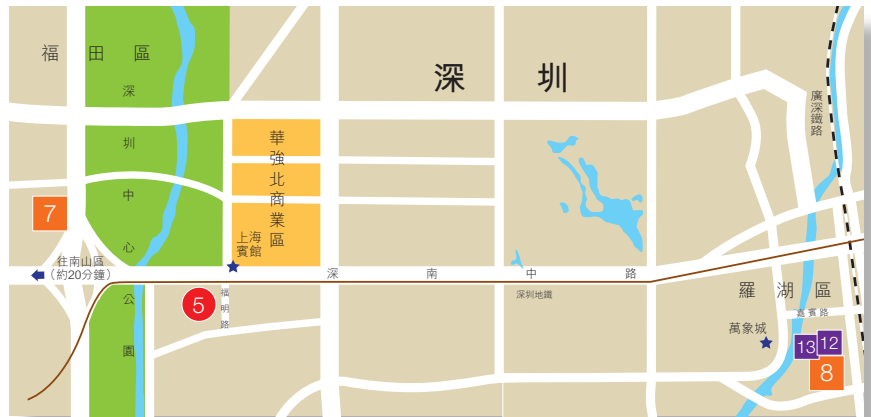 福田區
深圳
深圳中心公園
廣深鐵路
華強北商業區
7
上海
賓館
往南山區
(約20分鐘)
深南中路
5
福明路
深圳地鐵
羅湖區
嘉賓路
萬象城
13
12
8